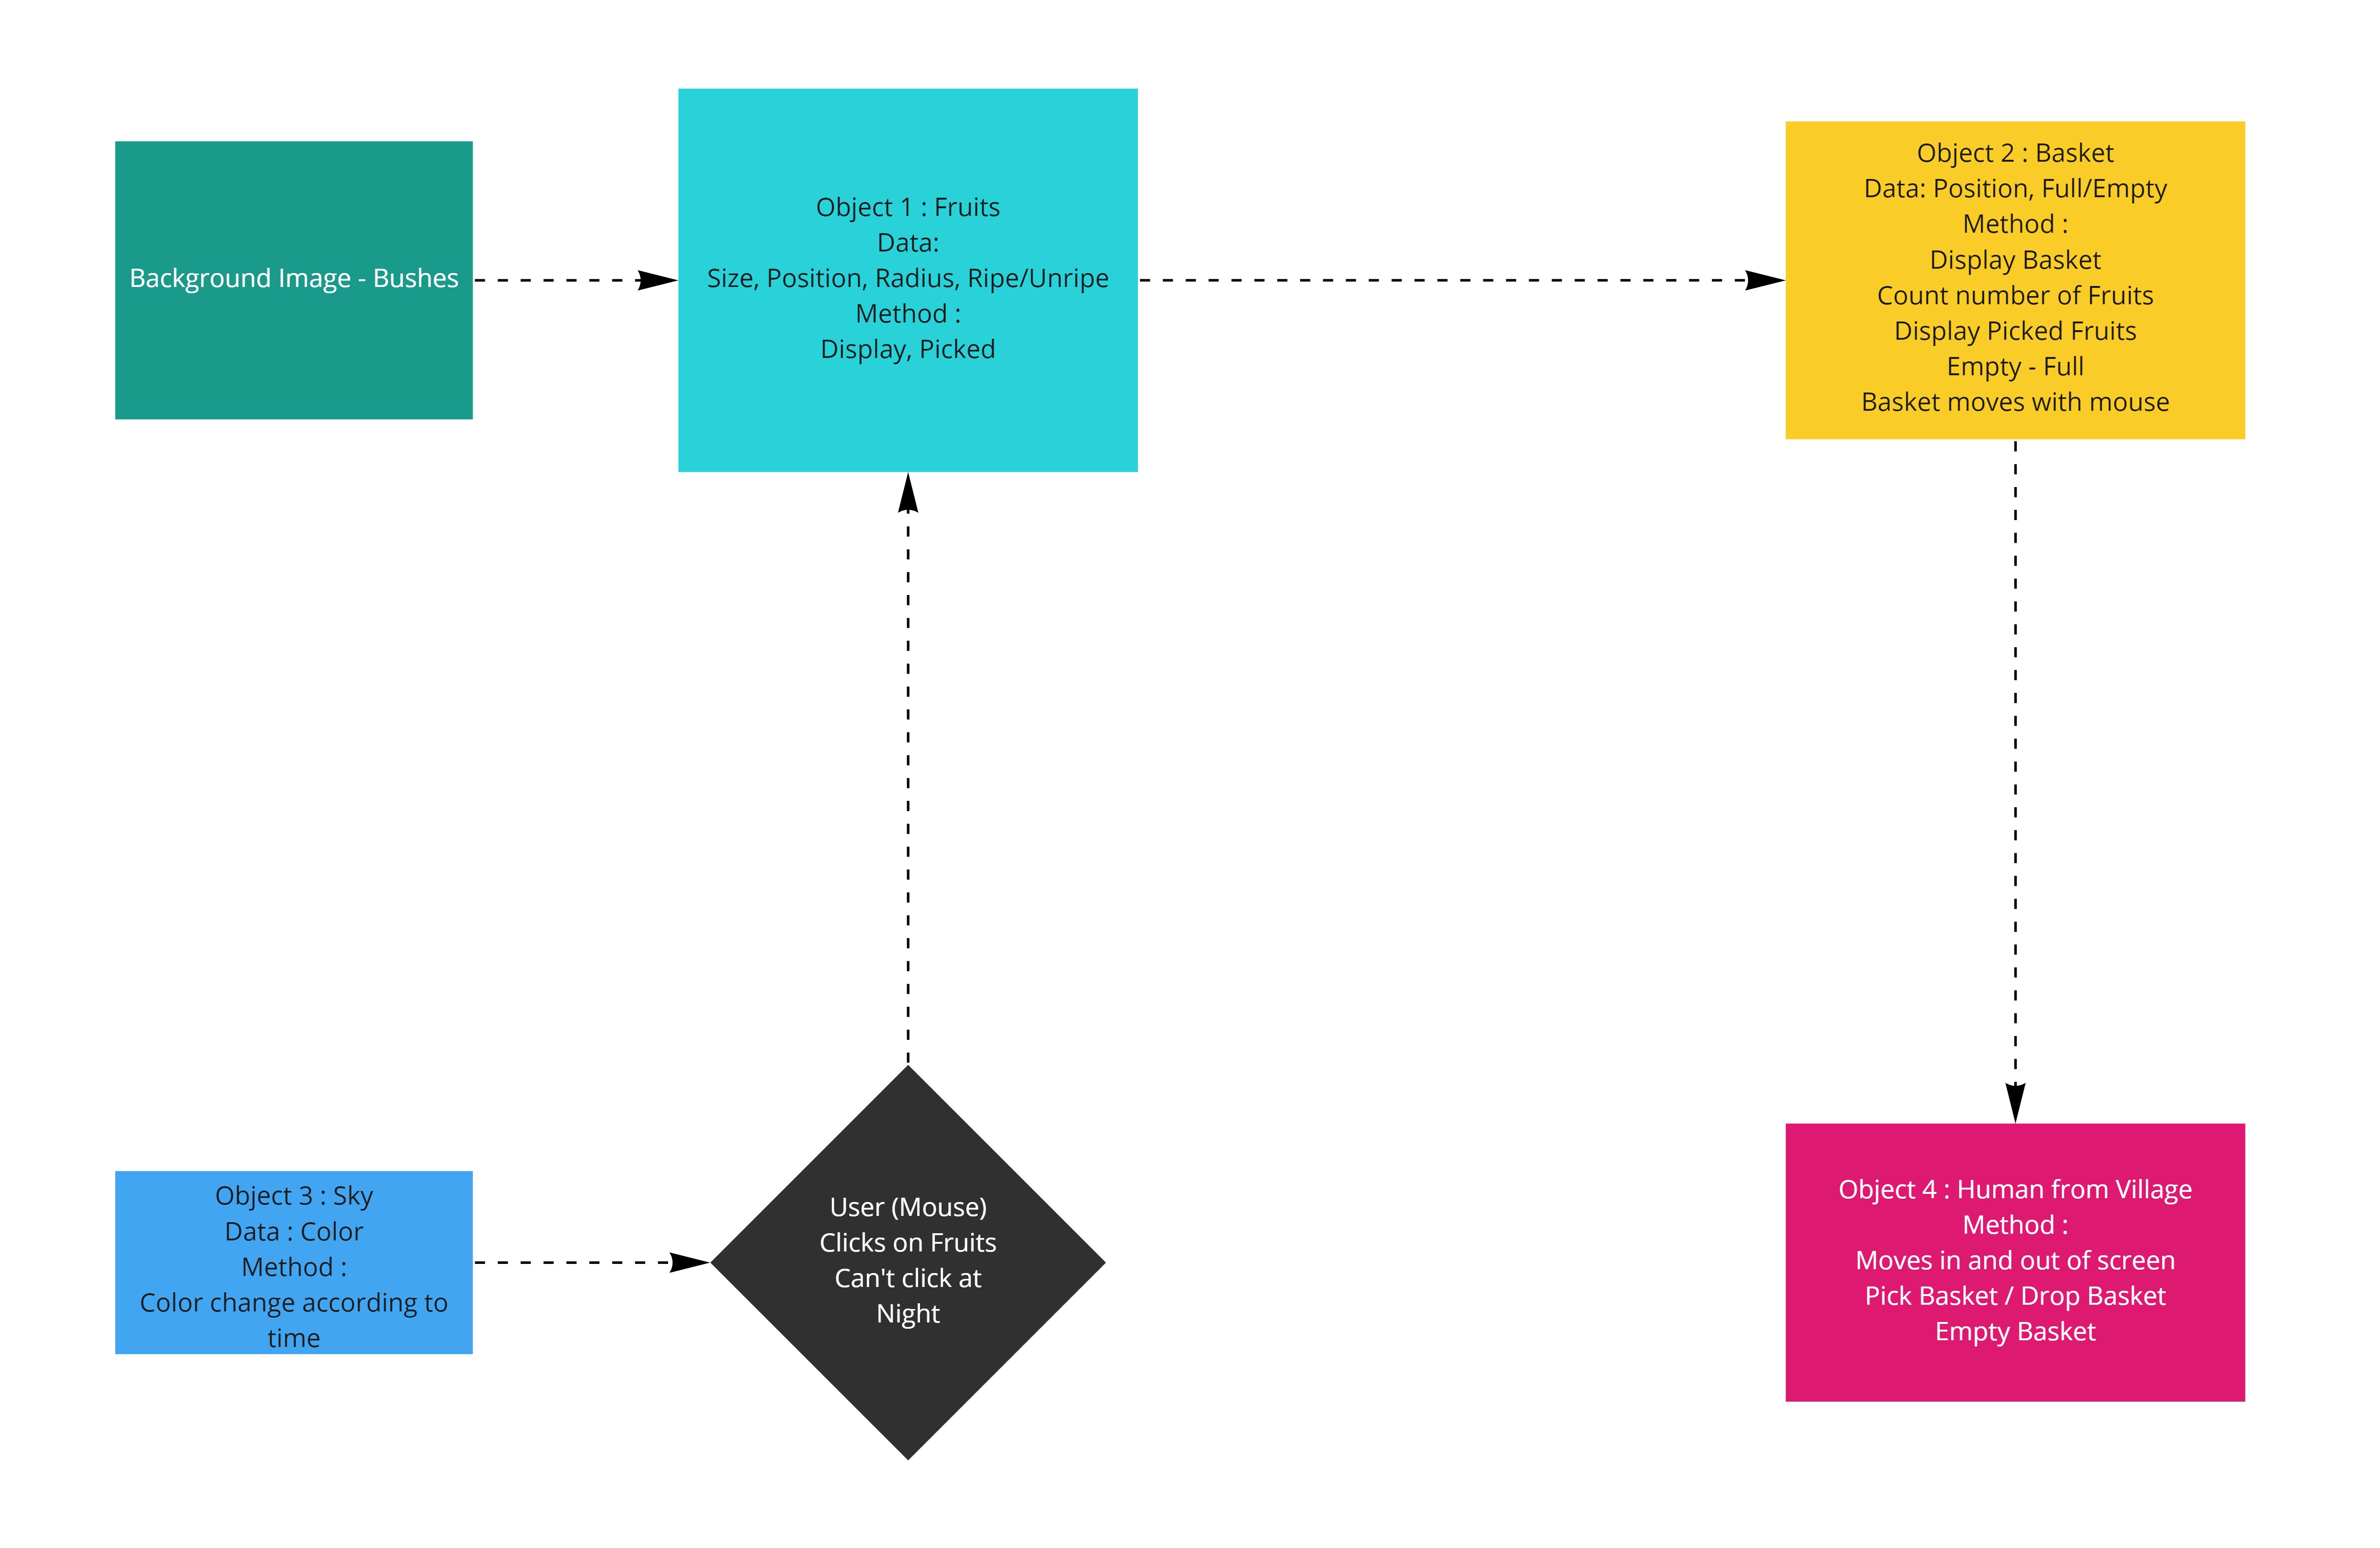 Background Image - Bushes
Object 1 : Fruits
Data:
Size, Position, Radius, Ripe/Unripe
Method :
Display, Picked
Object 2 : Basket
Data: Position, Full/Empty
Method :
Display Basket
Count number of Fruits
Display Picked Fruits
Empty - Full
Basket moves with mouse
Object 3 : Sky
Data : Color
Method :
Color change according to
time
User (Mouse)
Clicks on Fruits
Can't click at
Night
Object 4 : Human from Village
Method :
Moves in and out of screen
Pick Basket / Drop Basket
Empty Basket